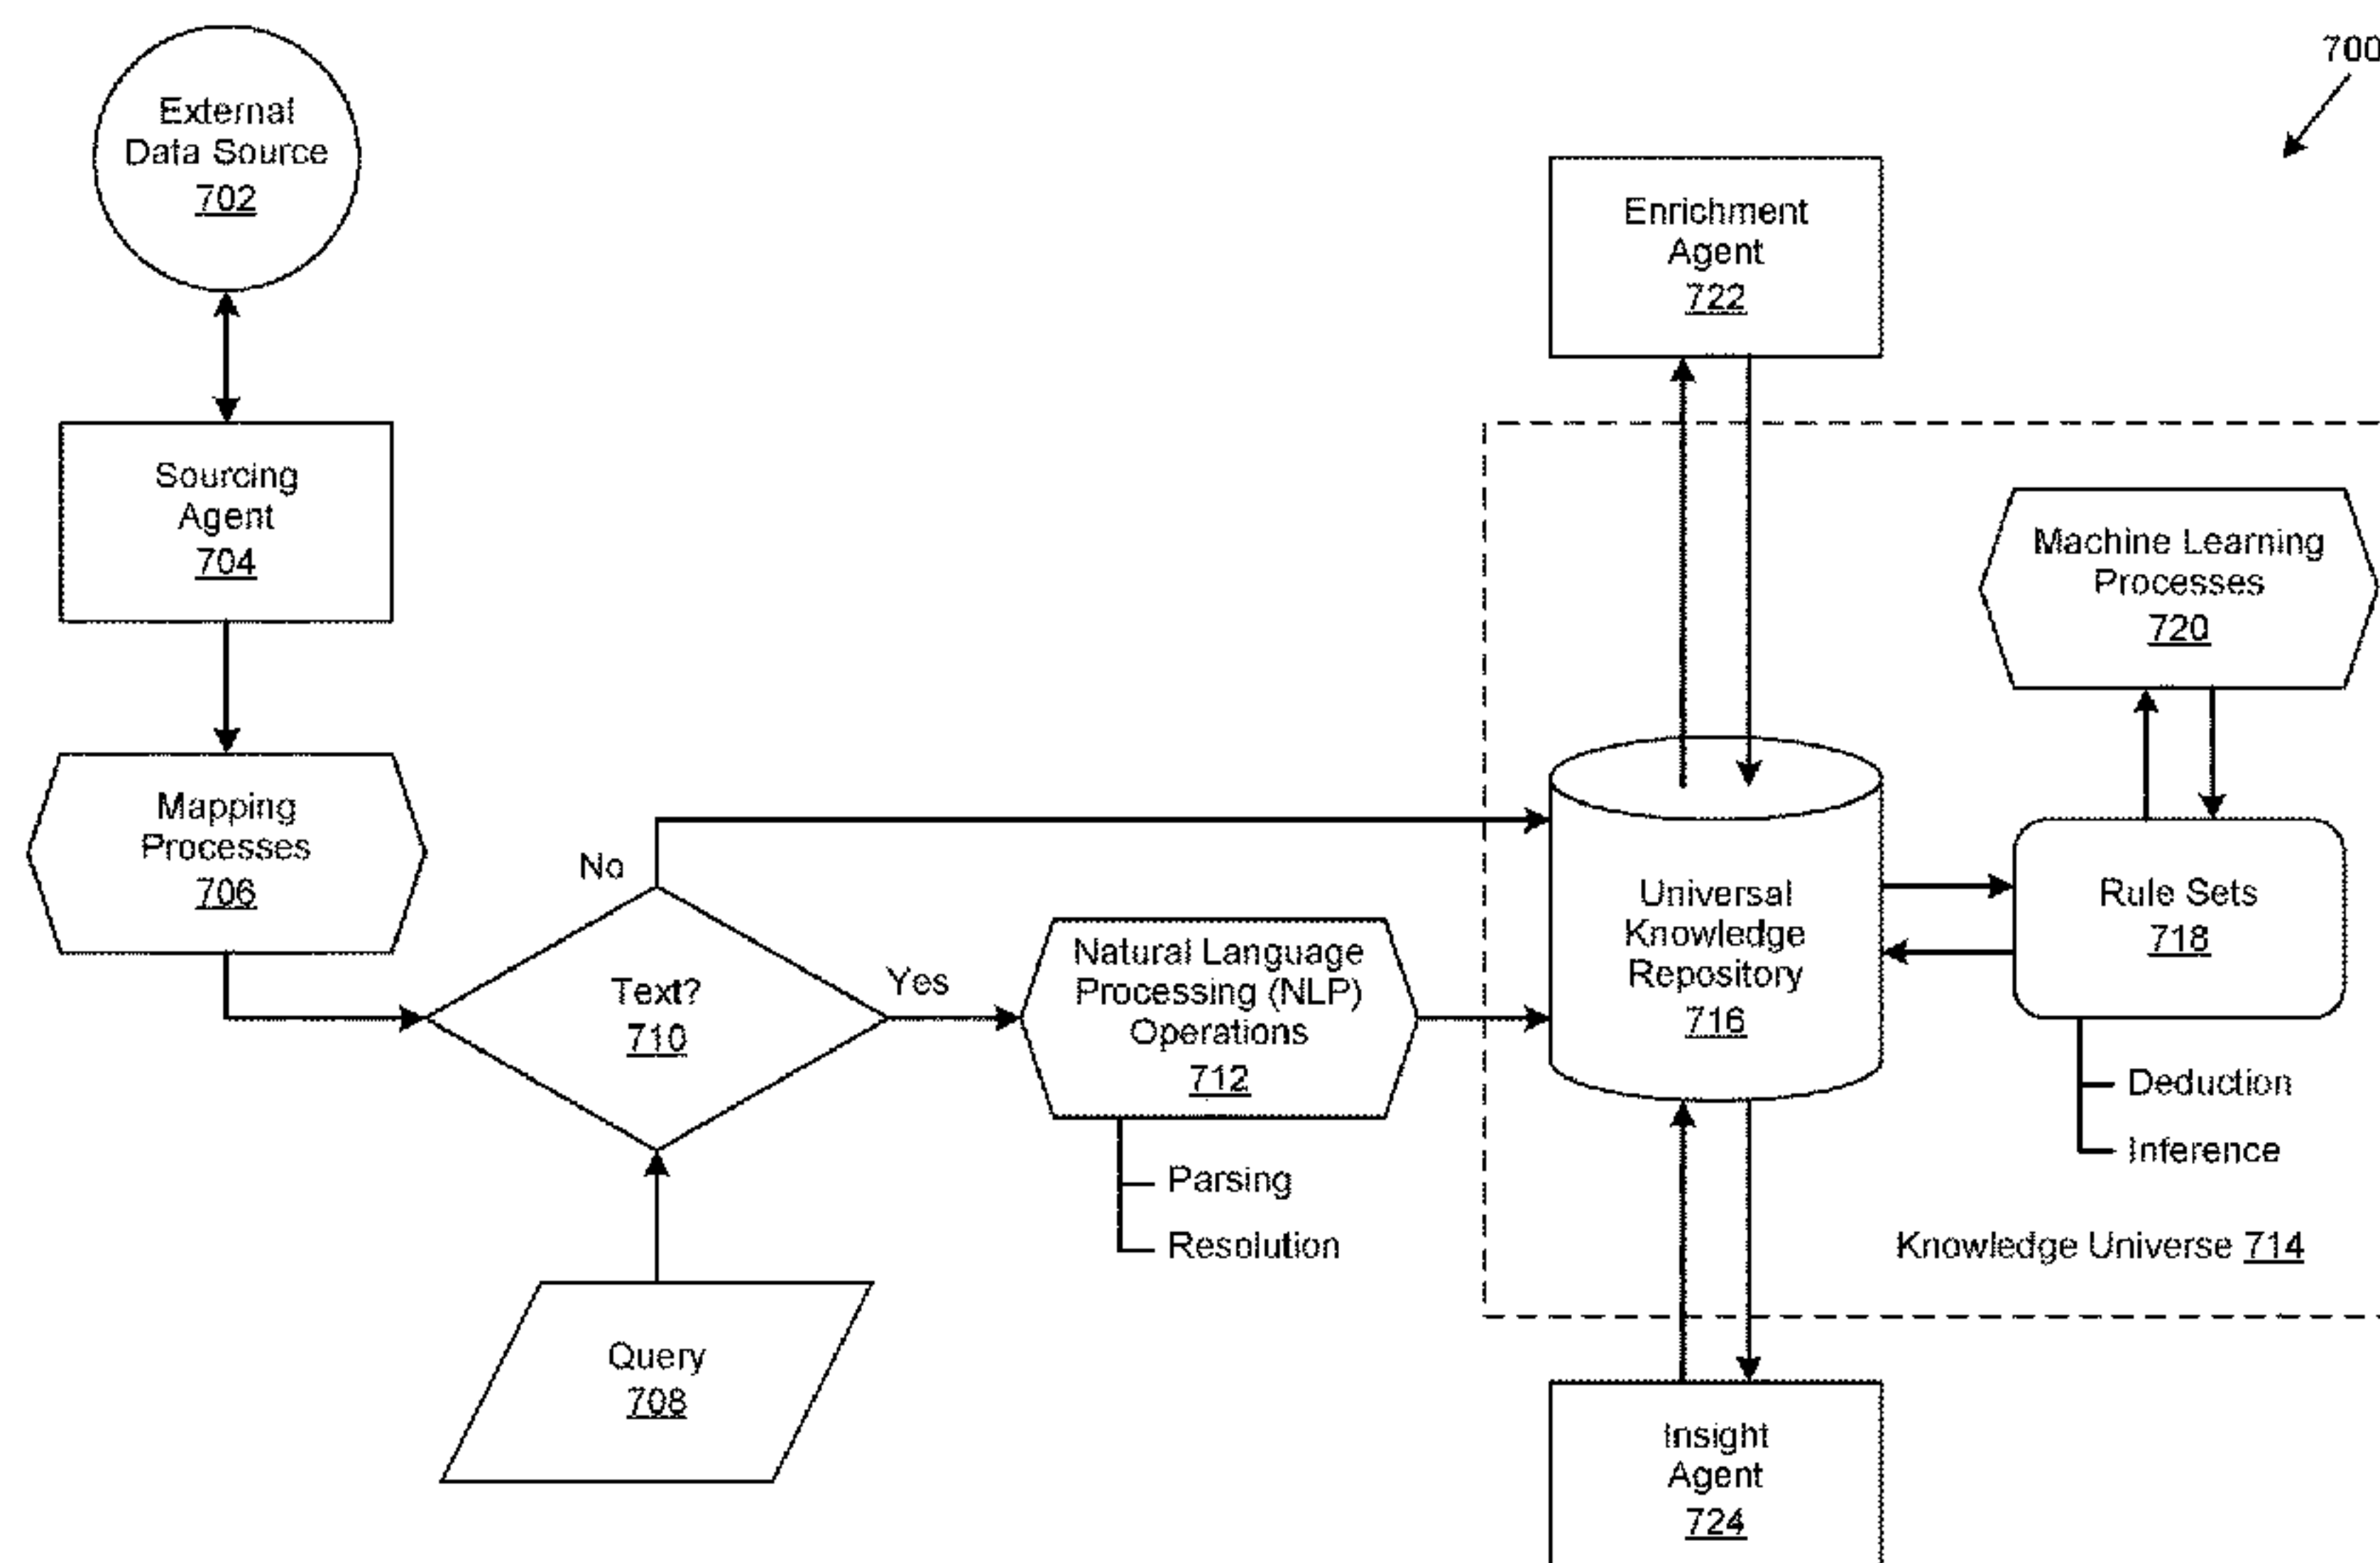 700
External
Data Source
702
Enrichment
Agent
722
Sourcing
Agent
704
Machine Learning
Processes
720
Mapping
Processes
706
No
Text?
710
Yes
Natural Language
Processing (NLP)
Operations
712
Parsing
Resolution
Universal
Knowledge
Repository
716
Rule Sets
718
Deduction
Inference
Knowledge Universe 714
Query
708
Insight
Agent
724